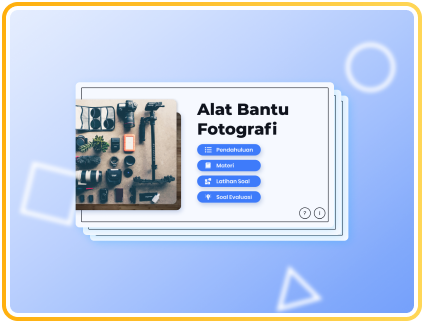 Alat Bantu
Fotografi
Pendahuluan
Materi
Latihan Soal
Soal Evaluasi
? i